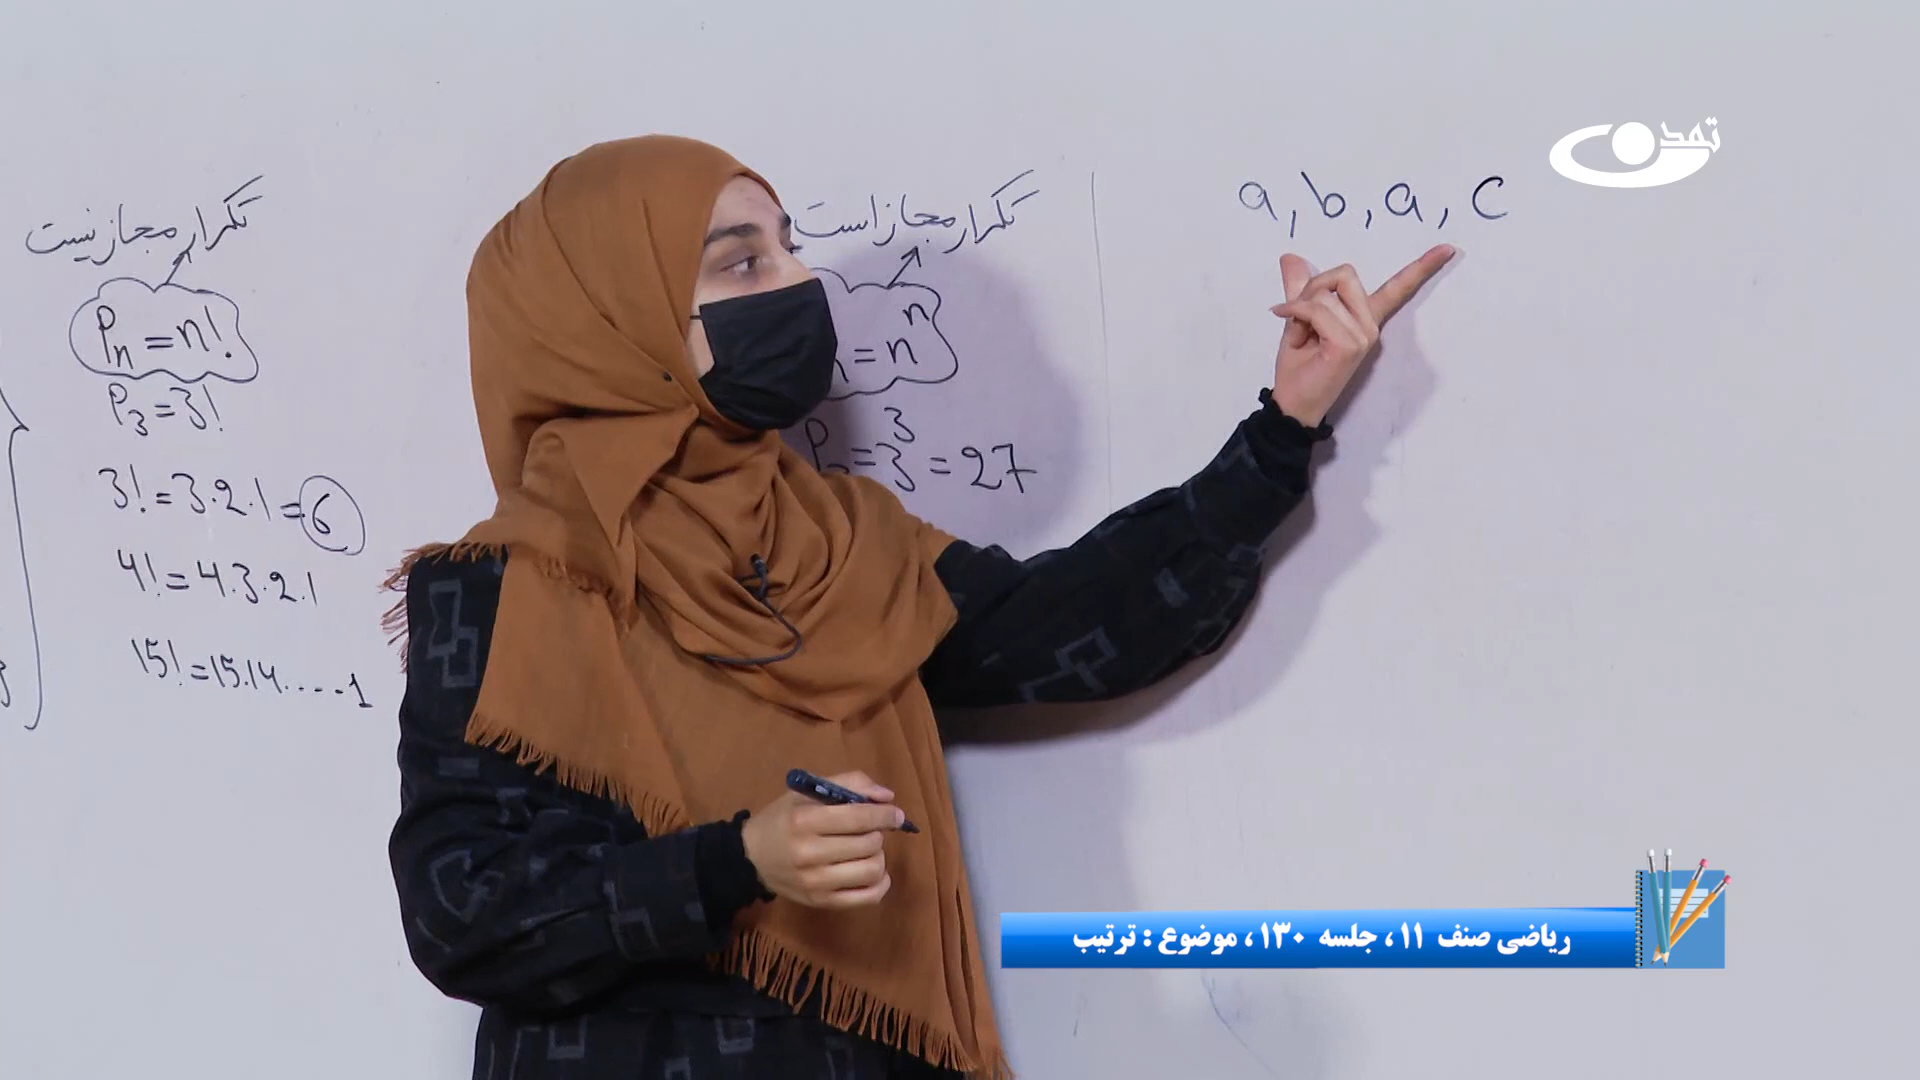 تمدن
a, b, a, c
تکرار مجاز است
n = n^n
P = 3^3 = 27
تکرار مجاز نیست
Pn = n!
P3 = 3!
3! = 3.2.1 = 6
4! = 4.3.2.1
15! = 15.14.....1
ریاضی صنف ۱۱، جلسه ۱۳۰، موضوع : ترتیب